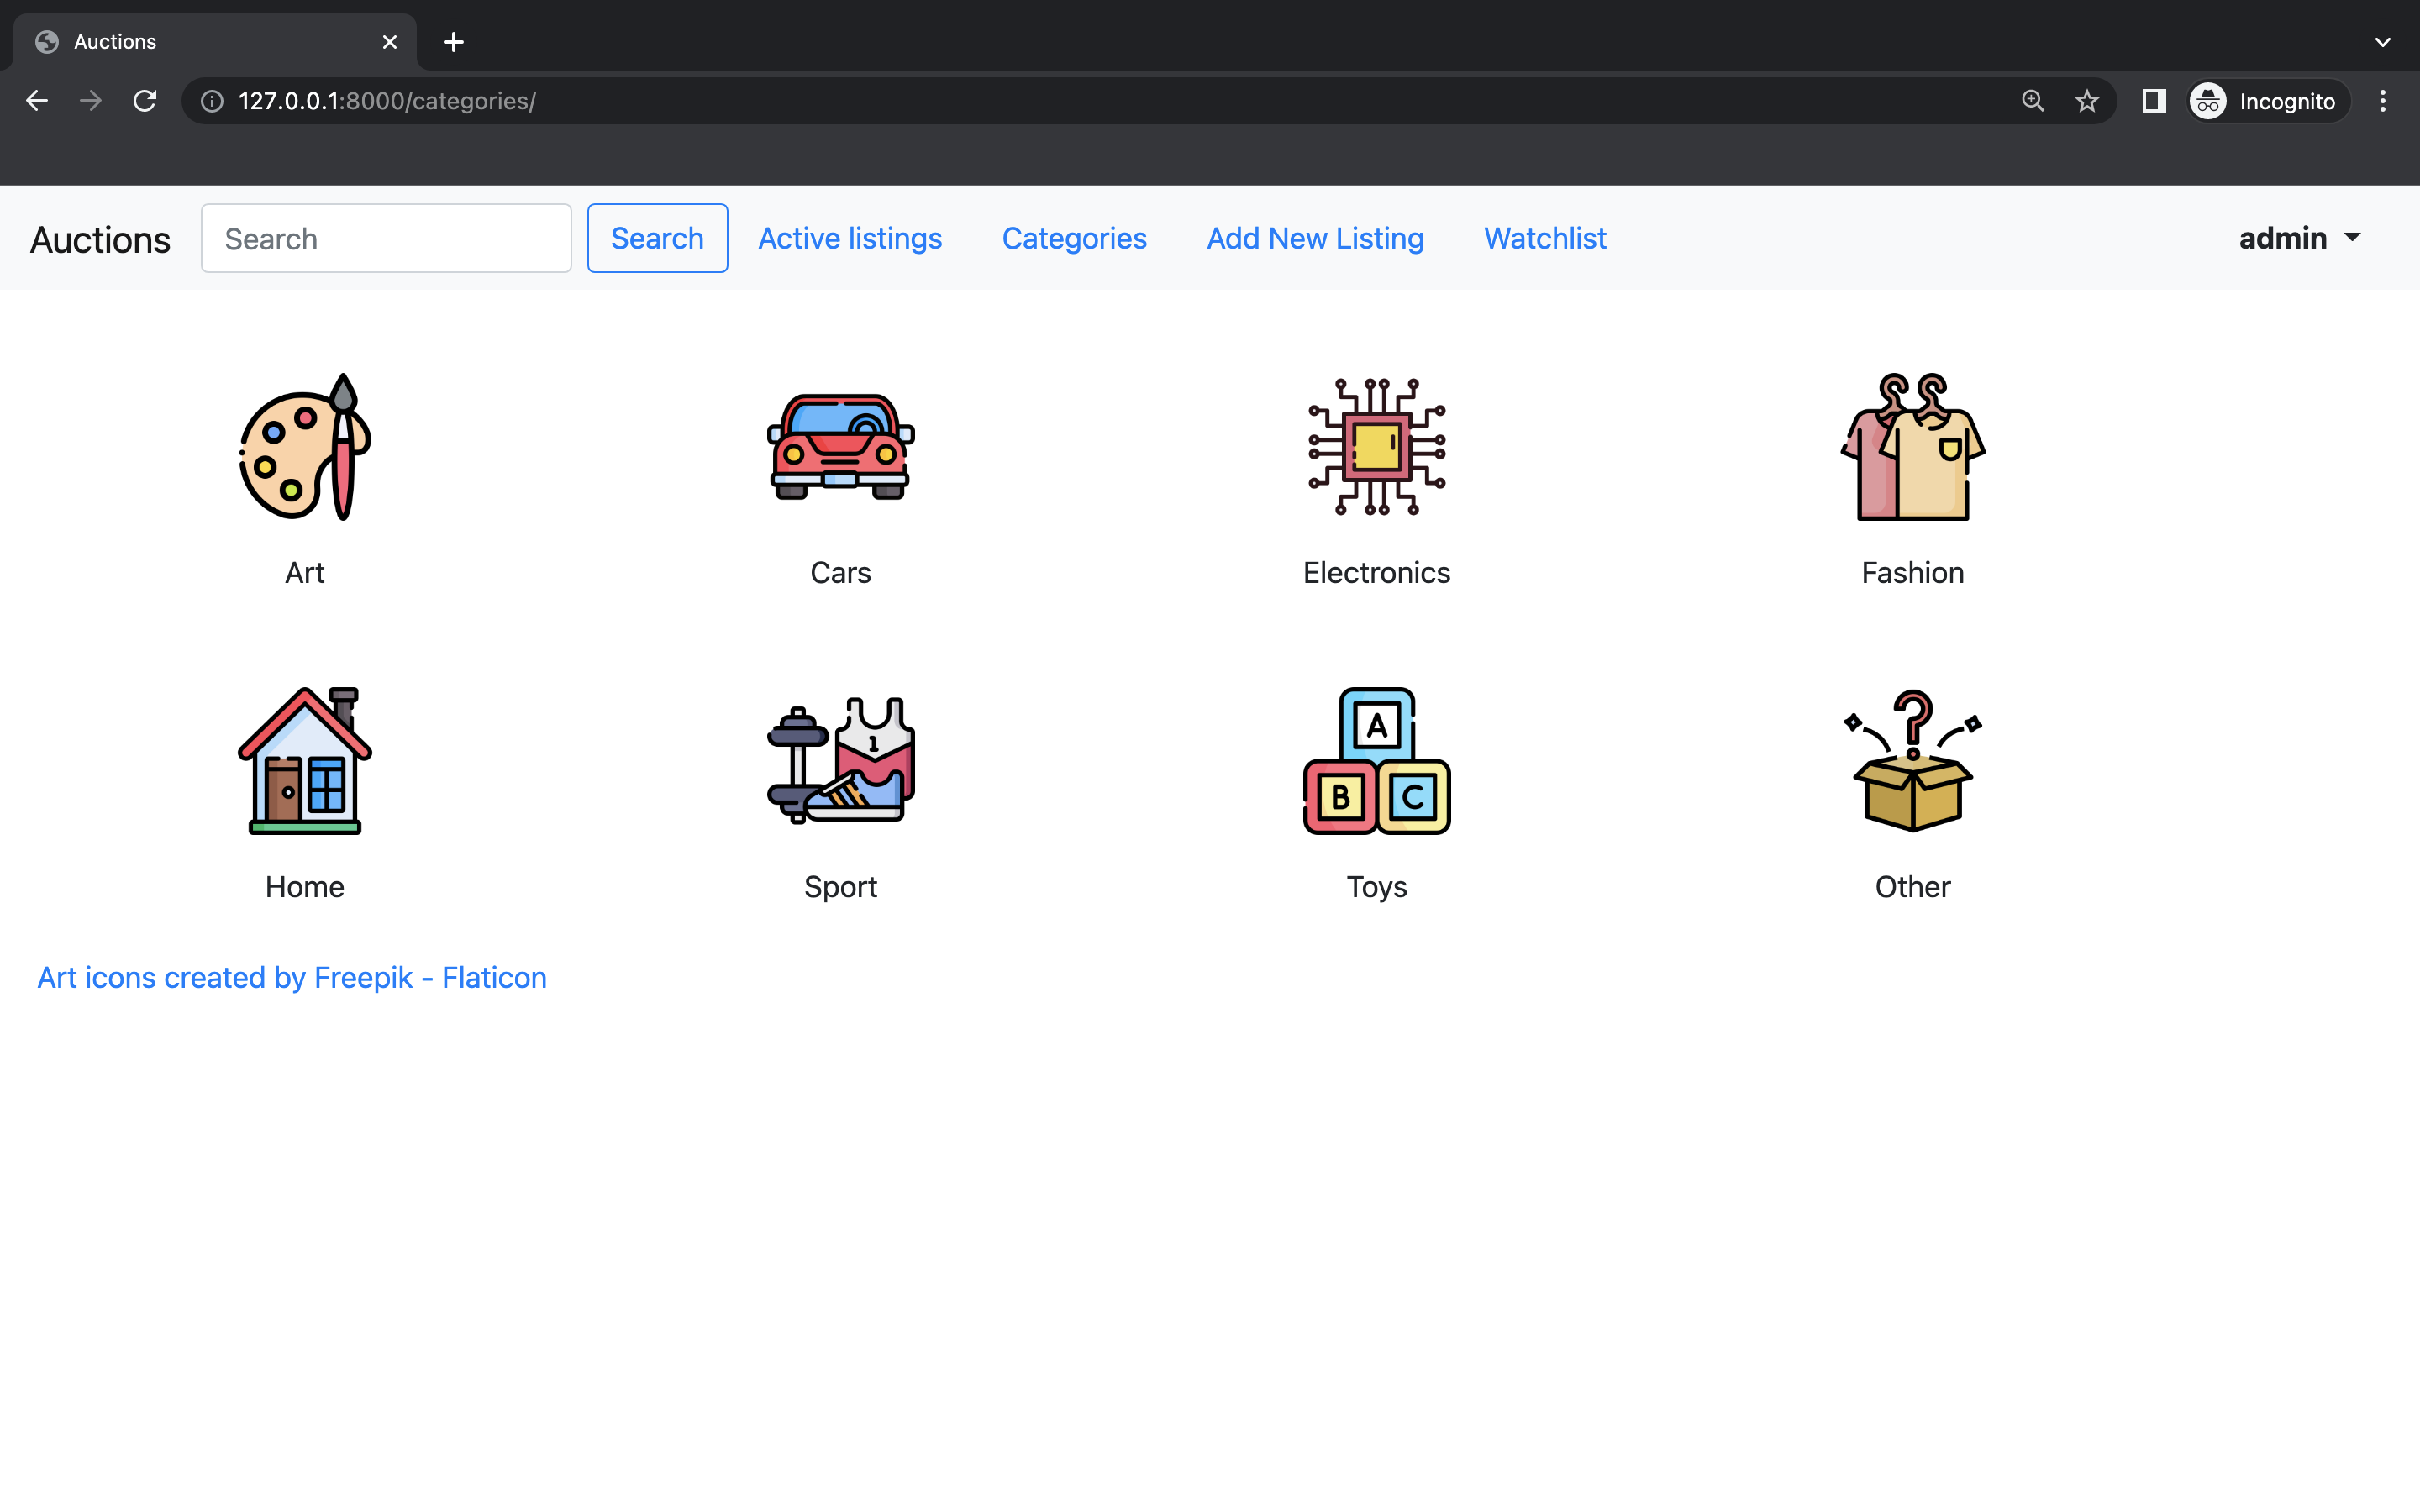 Auctions
127.0.0.1:8000/categories/
Incognito
Auctions Search Search Active listings Categories Add New Listing Watchlist admin
Art Cars Electronics Fashion
1
A
B C
?
Home Sport Toys Other
Art icons created by Freepik - Flaticon